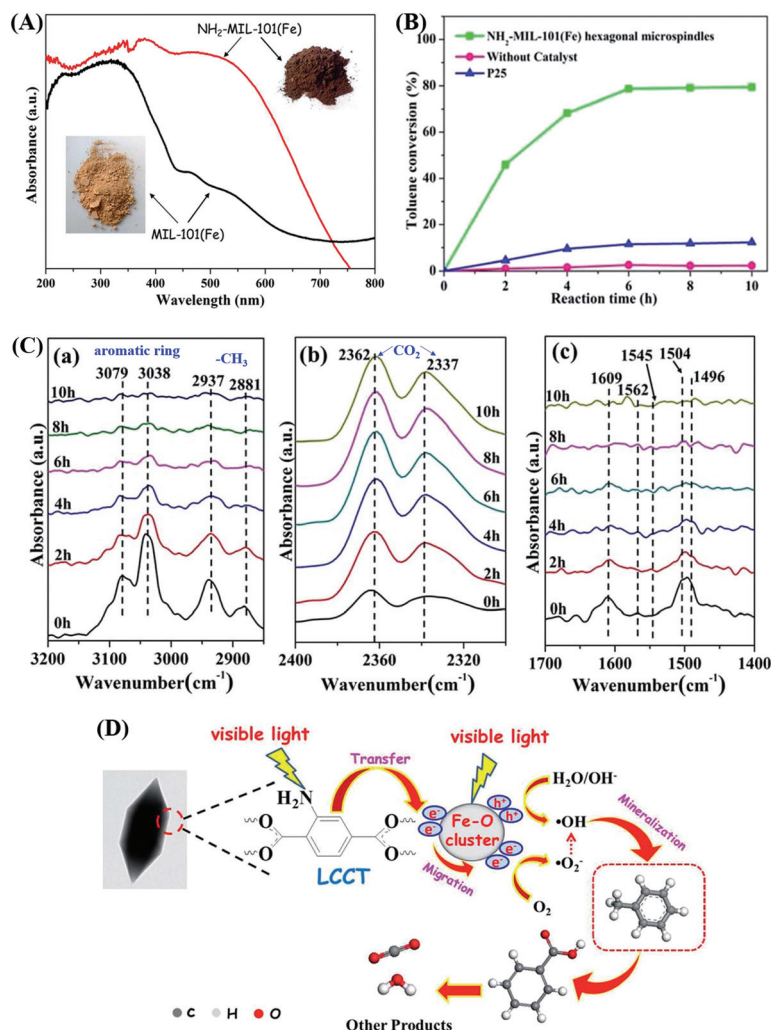 (A)
NH2-MIL-101(Fe)
MIL-101(Fe)
Absorbance (a.u.)
200 300 400 500 600 700 800
Wavelength (nm)
(B)
NH2-MIL-101(Fe) hexagonal microspindles
Without Catalyst
P25
Toluene conversion (%)
100
80
60
40
20
0
0 2 4 6 8 10
Reaction time (h)
(C)
(a)
aromatic ring
-CH3
3079 3038 2937 2881
10h
8h
6h
4h
2h
0h
Absorbance (a.u.)
3200 3100 3000 2900
Wavenumber(cm-1)
(b)
2362 CO2 2337
10h
8h
6h
4h
2h
0h
Absorbance (a.u.)
2400 2360 2320
Wavenumber(cm-1)
(c)
1609 1562 1545 1504 1496
10h
8h
6h
4h
2h
0h
Absorbance (a.u.)
1700 1600 1500 1400
Wavenumber(cm-1)
(D)
visible light
Transfer
visible light
H2N
O O
O O
LCCT
e- e-
Fe-O
cluster
h+ h+
e- e-
Migration
H2O/OH-
•OH
•O2-
O2
Mineralization
C H O
Other Products